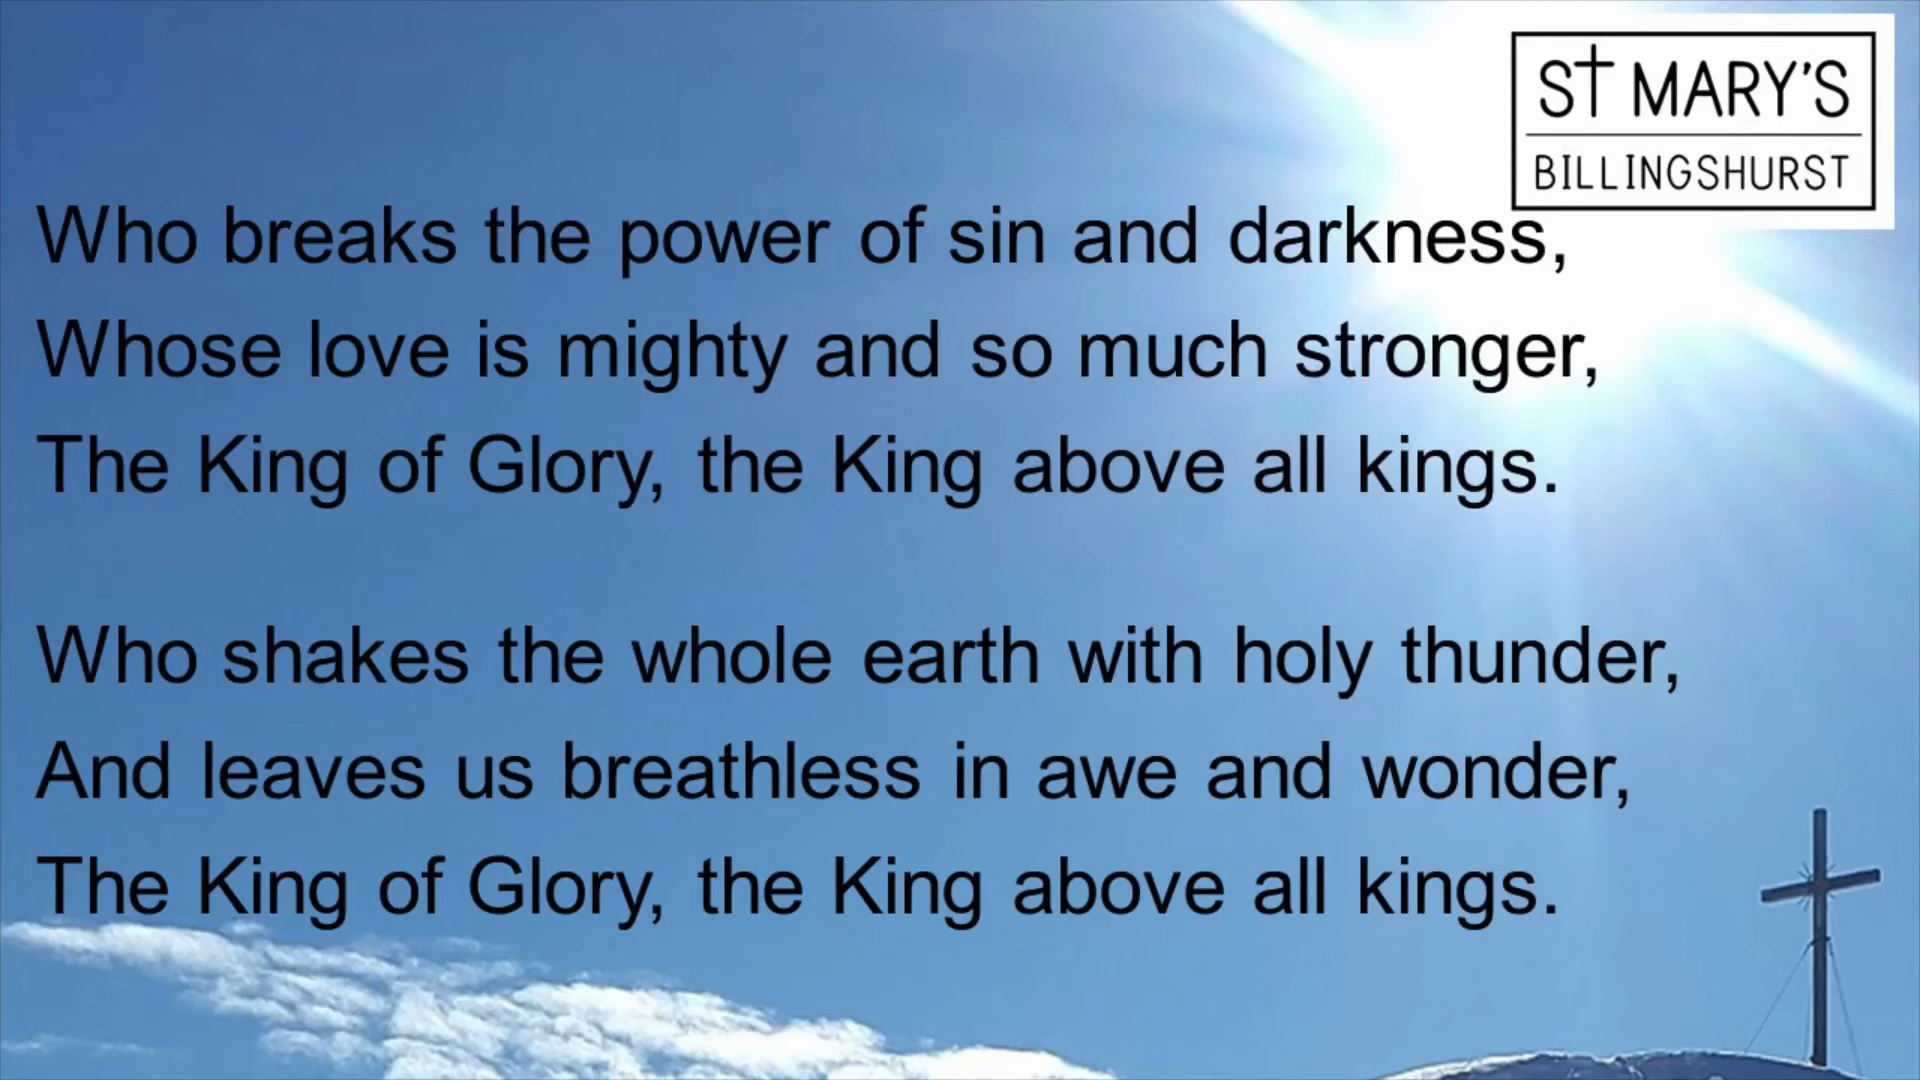 ST MARY'S
BILLINGSHURST
Who breaks the power of sin and darkness,
Whose love is mighty and so much stronger,
The King of Glory, the King above all kings.
Who shakes the whole earth with holy thunder,
And leaves us breathless in awe and wonder,
The King of Glory, the King above all kings.